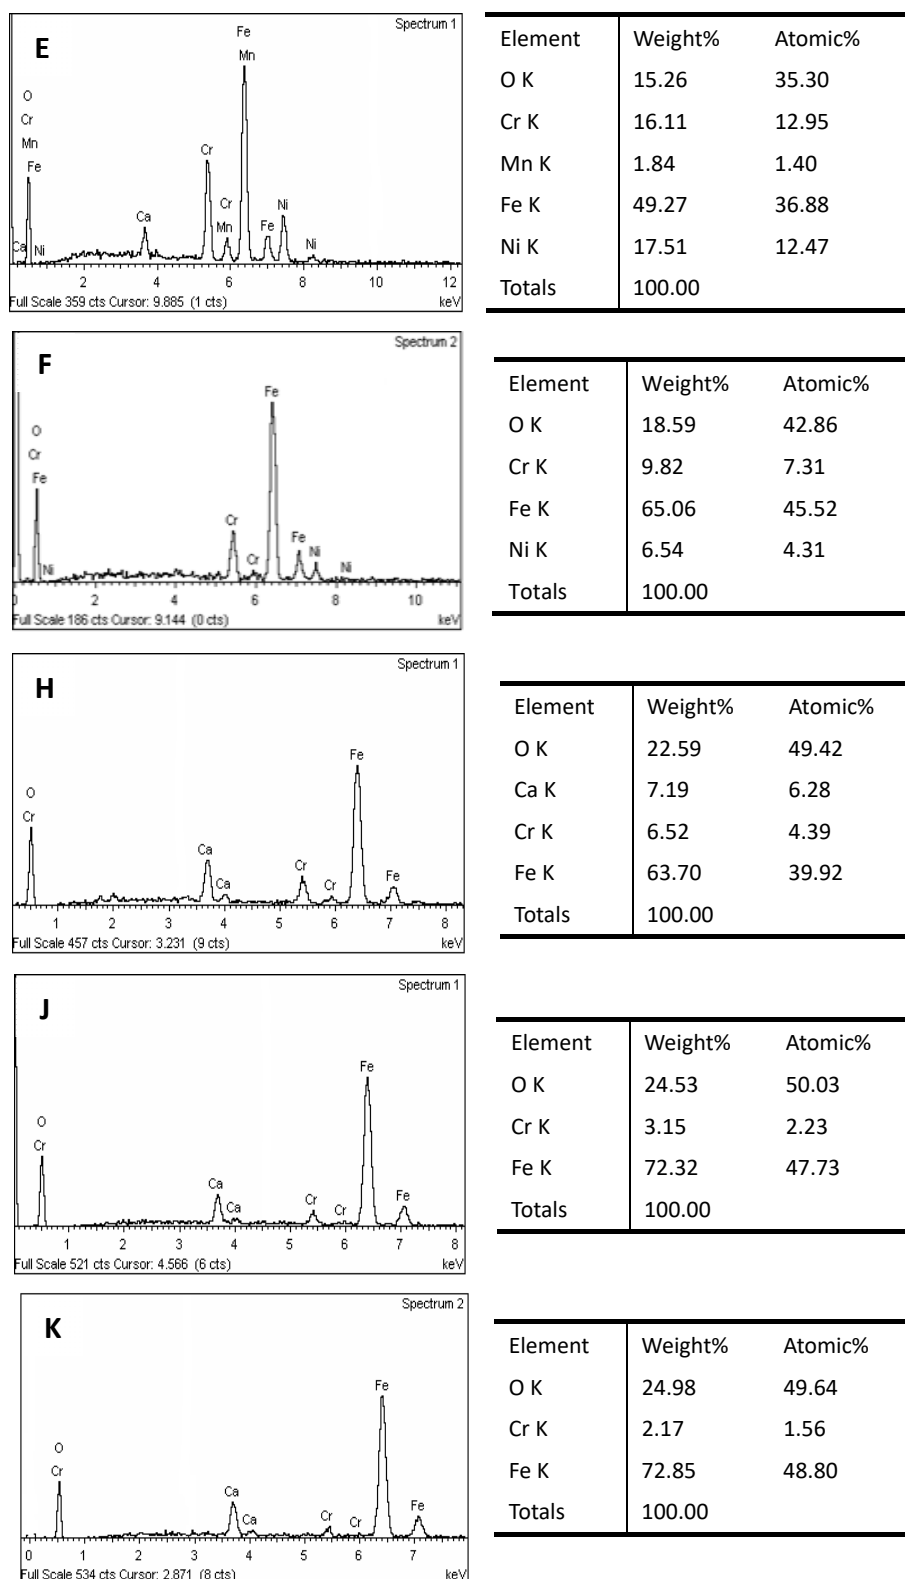 E
Spectrum 1
Fe
Mn
O
Cr
Mn
Fe
Ca
Ni
Ca
Cr
Cr
Mn
Fe
Ni
Ni
2 4 6 8 10 12
Full Scale 359 cts Cursor: 9.885 (1 cts) keV
Element Weight% Atomic%
O K 15.26 35.30
Cr K 16.11 12.95
Mn K 1.84 1.40
Fe K 49.27 36.88
Ni K 17.51 12.47
Totals 100.00
F
Spectrum 2
Fe
O
Cr
Fe
Ni
Cr
Cr
Fe
Ni
Ni
0 2 4 6 8 10
Full Scale 186 cts Cursor: 9.144 (0 cts) keV
Element Weight% Atomic%
O K 18.59 42.86
Cr K 9.82 7.31
Fe K 65.06 45.52
Ni K 6.54 4.31
Totals 100.00
H
Spectrum 1
Fe
O
Cr
Ca
Ca
Cr
Cr
Fe
1 2 3 4 5 6 7 8
Full Scale 457 cts Cursor: 3.231 (9 cts) keV
Element Weight% Atomic%
O K 22.59 49.42
Ca K 7.19 6.28
Cr K 6.52 4.39
Fe K 63.70 39.92
Totals 100.00
J
Spectrum 1
Fe
O
Cr
Ca
Ca
Cr
Cr
Fe
1 2 3 4 5 6 7 8
Full Scale 521 cts Cursor: 4.566 (6 cts) keV
Element Weight% Atomic%
O K 24.53 50.03
Cr K 3.15 2.23
Fe K 72.32 47.73
Totals 100.00
K
Spectrum 2
Fe
O
Cr
Ca
Ca
Cr
Cr
Fe
0 1 2 3 4 5 6 7
Full Scale 534 cts Cursor: 2.871 (8 cts) keV
Element Weight% Atomic%
O K 24.98 49.64
Cr K 2.17 1.56
Fe K 72.85 48.80
Totals 100.00